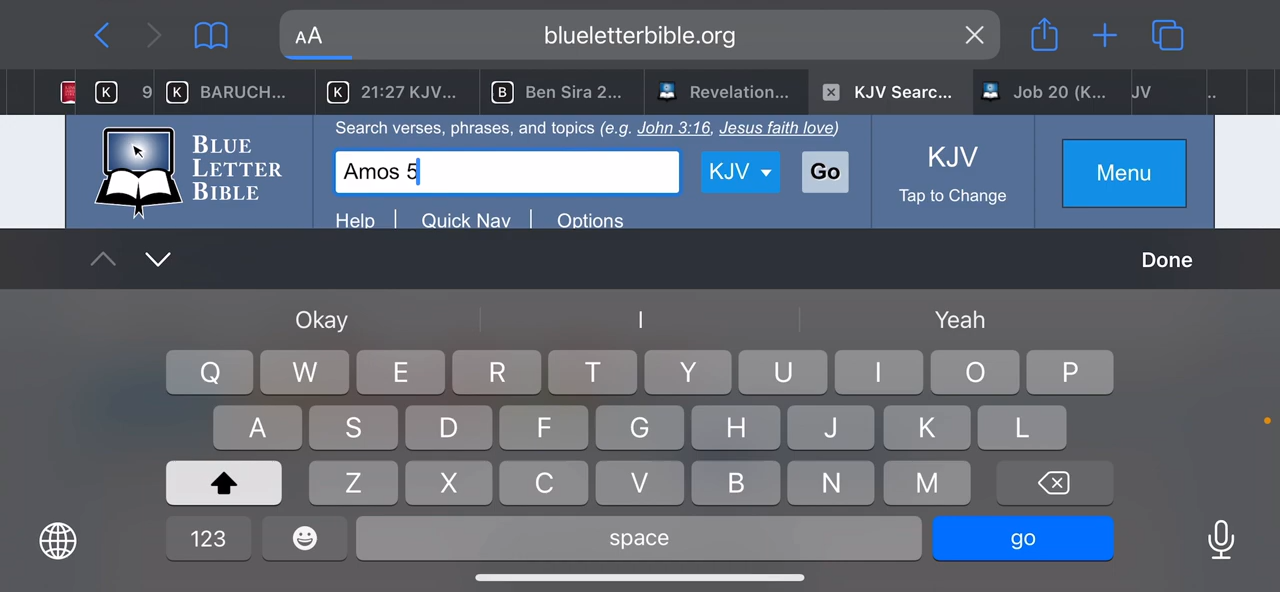 AA blueletterbible.org
K 9 K BARUCH... K 21:27 KJV... B Ben Sira 2... Revelation... KJV Searc... Job 20 (K... JV ..
BLUE LETTER BIBLE
Search verses, phrases, and topics (e.g. John 3:16, Jesus faith love)
Amos 5 KJV Go
Help Quick Nav Options
KJV
Tap to Change
Menu
Done
Okay I Yeah
Q W E R T Y U I O P
A S D F G H J K L
Z X C V B N M
123 space go